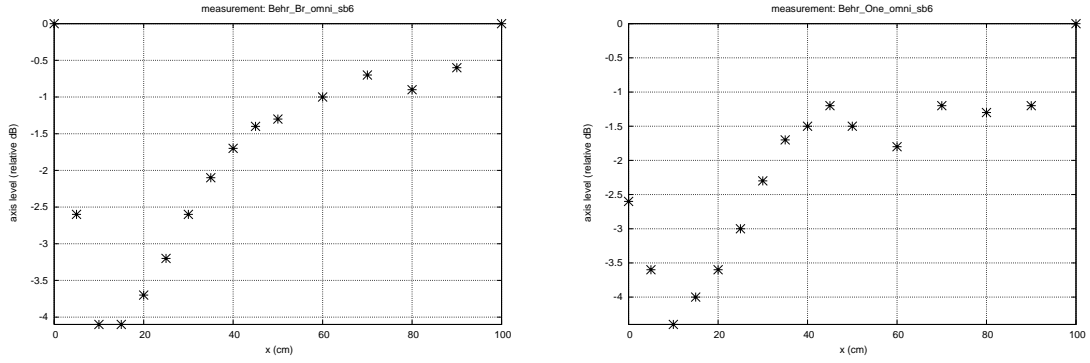 measurement: Behr_Br_omni_sb6
0
-0.5
-1
-1.5
-2
-2.5
-3
-3.5
-4
axis level (relative dB)
0 20 40 60 80 100
x (cm)
measurement: Behr_One_omni_sb6
0
-0.5
-1
-1.5
-2
-2.5
-3
-3.5
-4
axis level (relative dB)
0 20 40 60 80 100
x (cm)